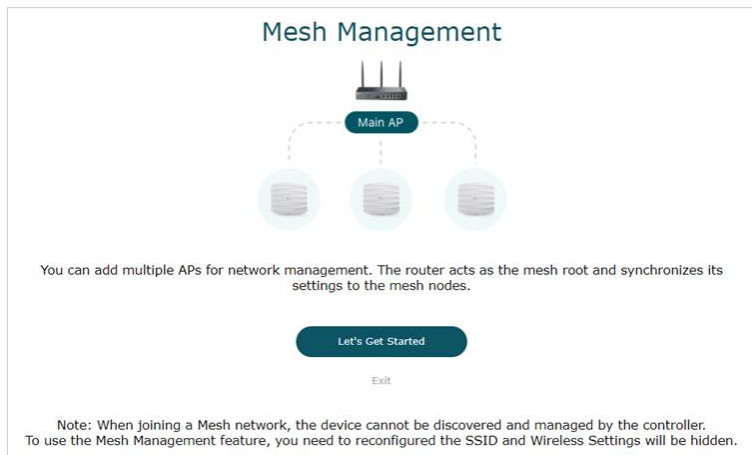 Mesh Management
Main AP
You can add multiple APs for network management. The router acts as the mesh root and synchronizes its
settings to the mesh nodes.
Let's Get Started
Exit
Note: When joining a Mesh network, the device cannot be discovered and managed by the controller.
To use the Mesh Management feature, you need to reconfigured the SSID and Wireless Settings will be hidden.